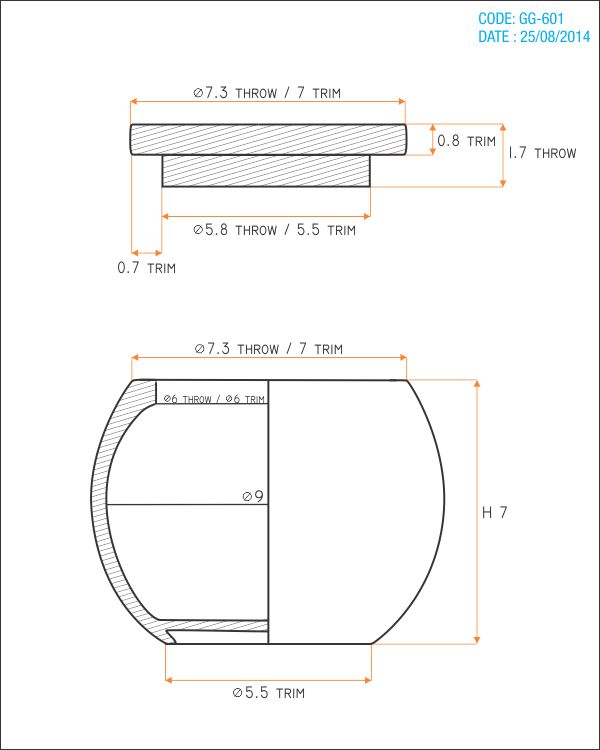 CODE: GG-601
DATE : 25/08/2014
⌀7.3 THROW / 7 TRIM
0.8 TRIM
1.7 THROW
⌀5.8 THROW / 5.5 TRIM
0.7 TRIM
⌀7.3 THROW / 7 TRIM
⌀6 THROW / ⌀6 TRIM
⌀9
H 7
⌀5.5 TRIM